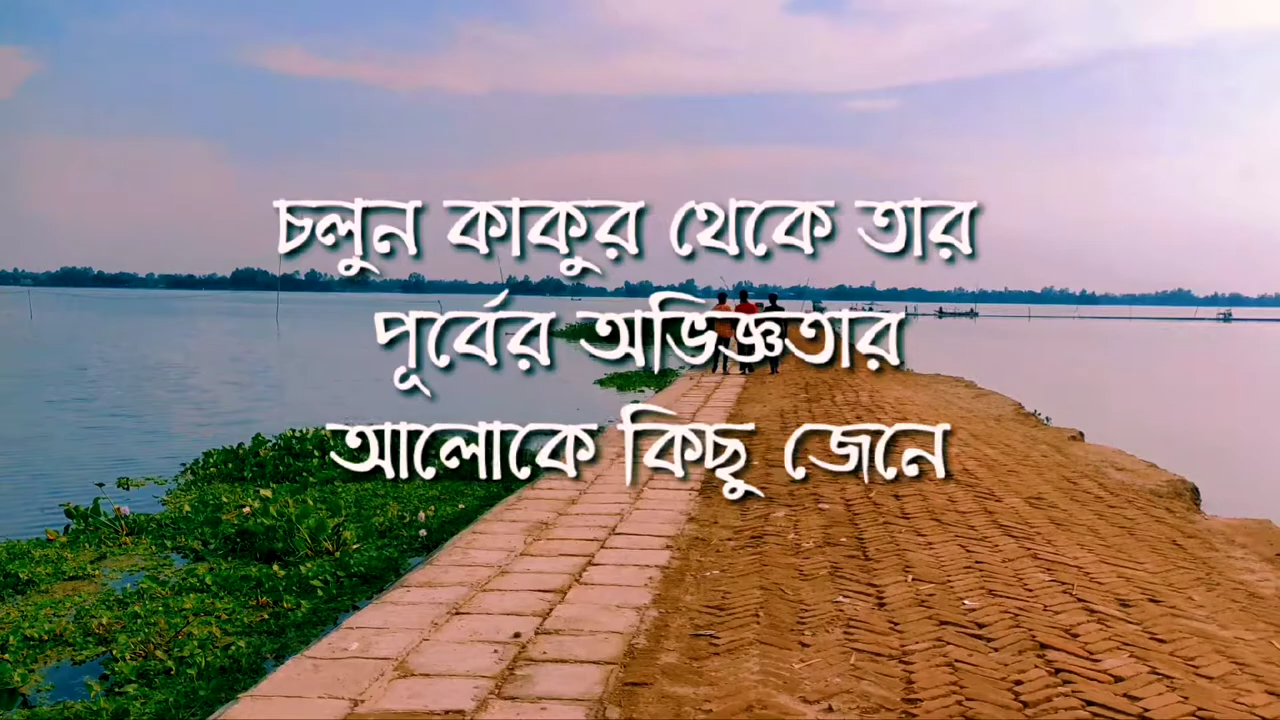 চলুন কাকুর থেকে তার
পূর্বের অভিজ্ঞতার
আলোকে কিছু জেনে